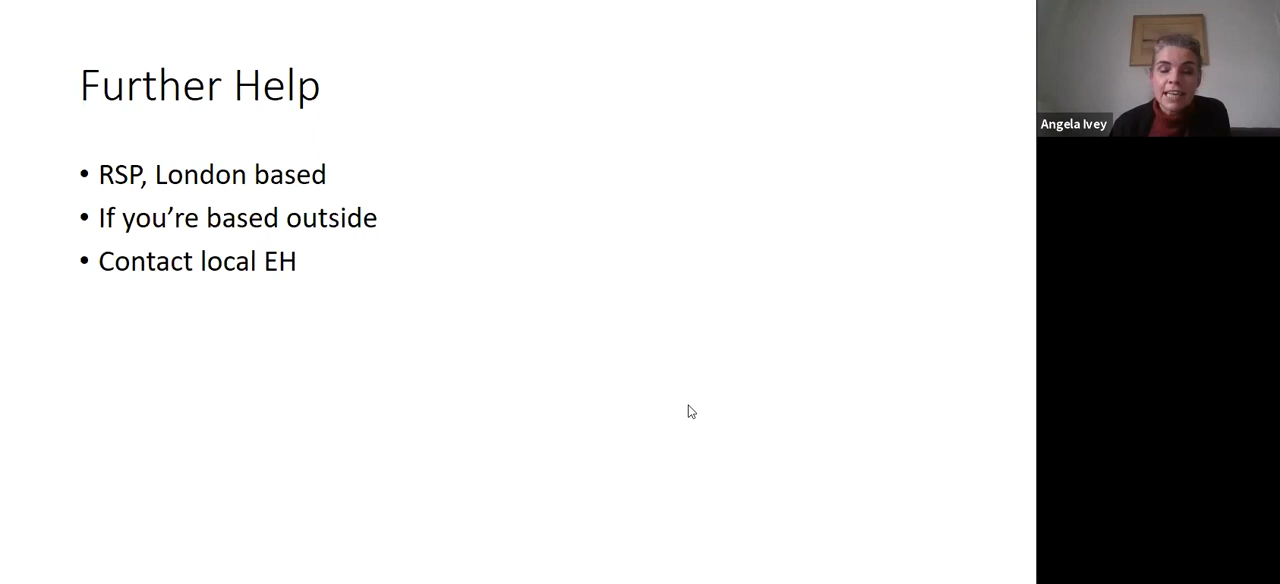 Further Help
• RSP, London based
• If you’re based outside
• Contact local EH
Angela Ivey